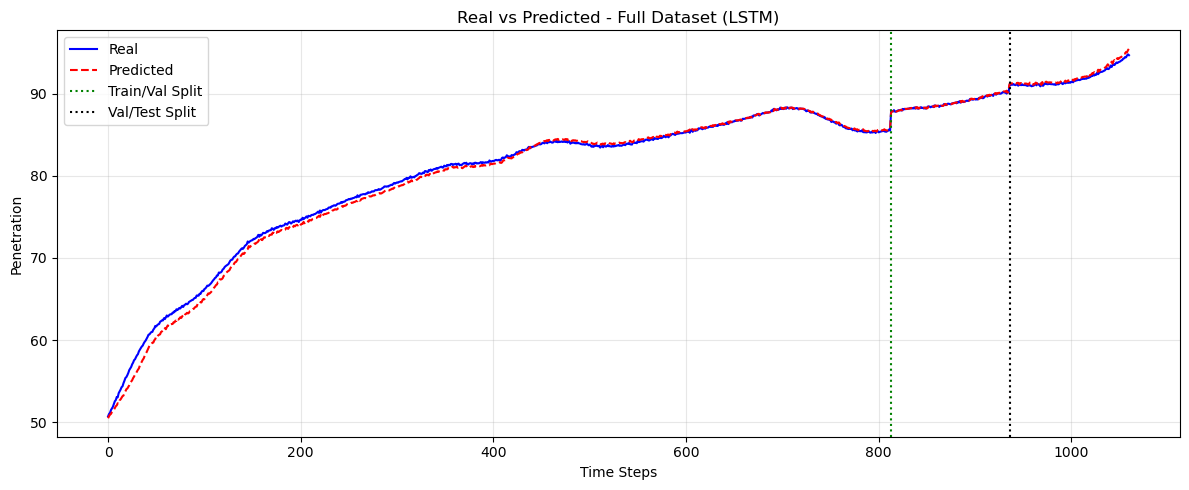 Real vs Predicted - Full Dataset (LSTM)
Real
Predicted
Train/Val Split
Val/Test Split
Penetration
90
80
70
60
50
0 200 400 600 800 1000
Time Steps